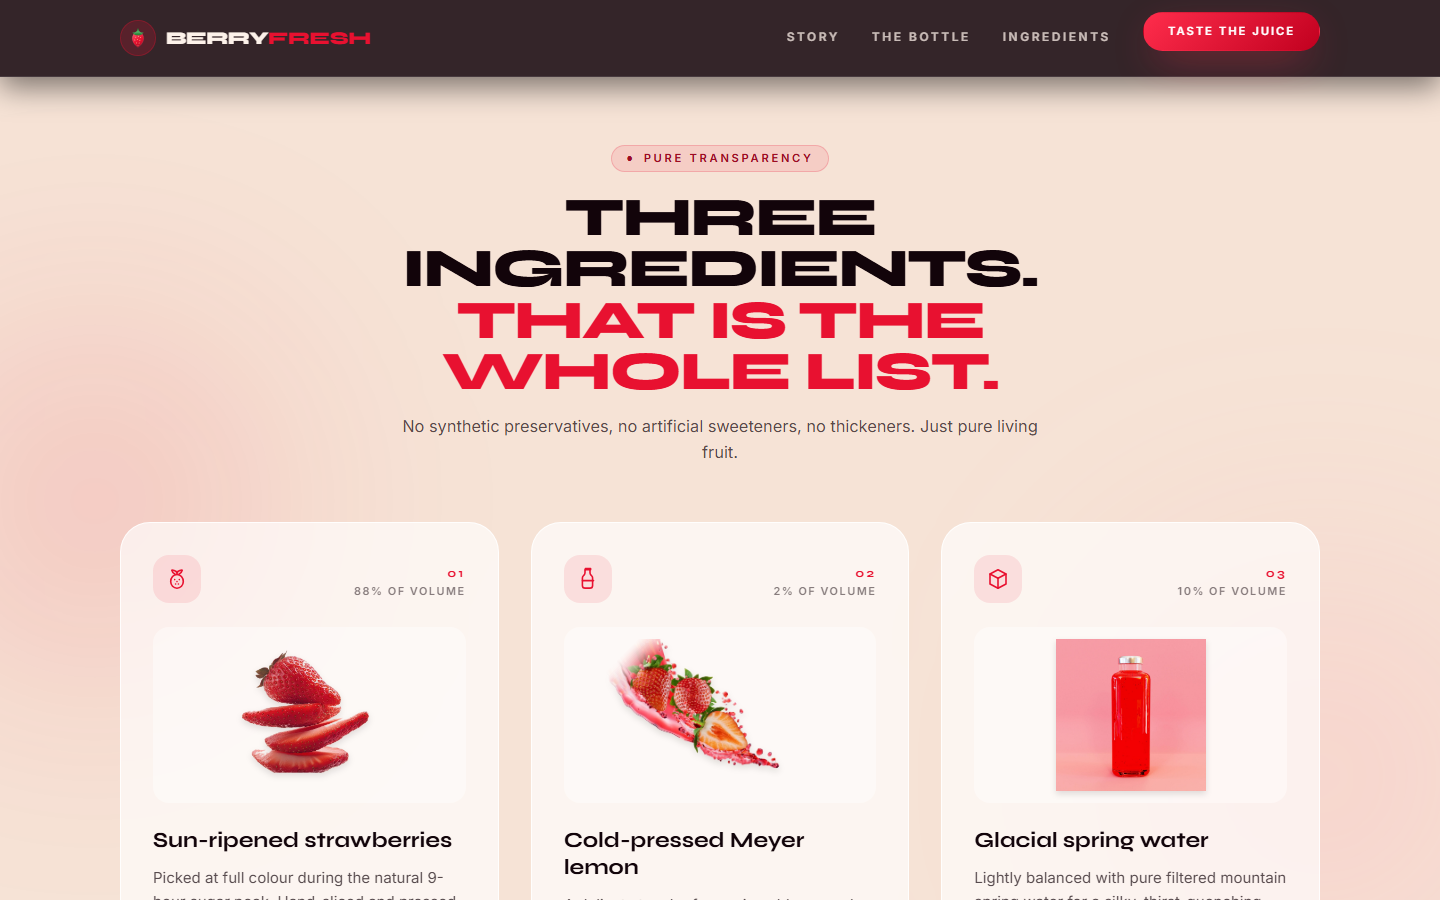 BERRYFRESH
STORY
THE BOTTLE
INGREDIENTS
TASTE THE JUICE
PURE TRANSPARENCY
THREE
INGREDIENTS.
THAT IS THE
WHOLE LIST.
No synthetic preservatives, no artificial sweeteners, no thickeners. Just pure living
fruit.
01
88% OF VOLUME
Sun-ripened strawberries
Picked at full colour during the natural 9-
02
2% OF VOLUME
Cold-pressed Meyer
lemon
03
10% OF VOLUME
Glacial spring water
Lightly balanced with pure filtered mountain